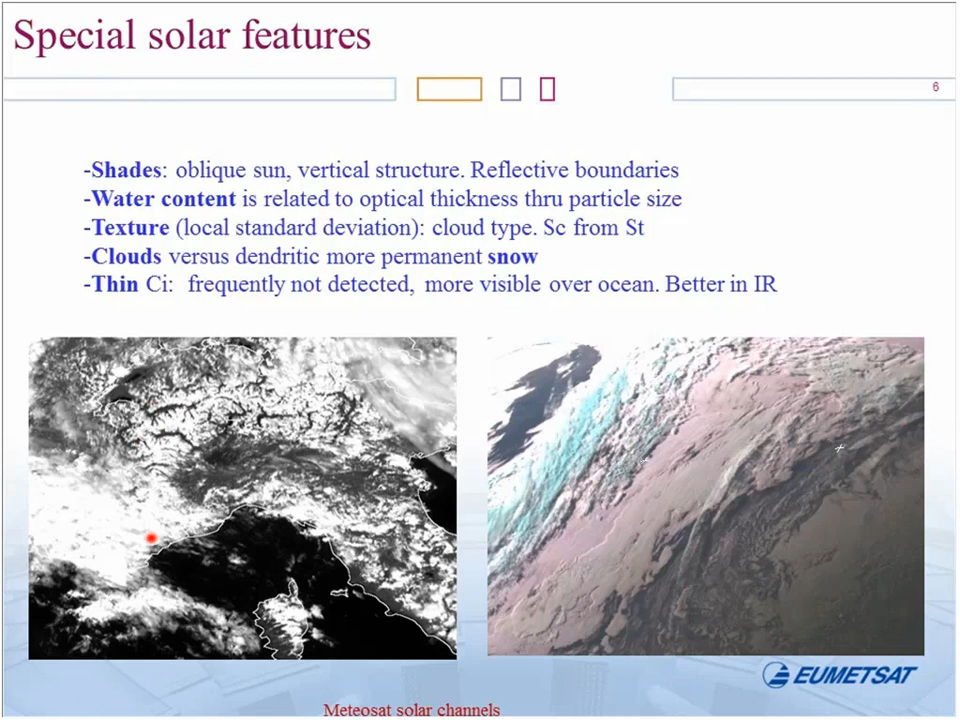 Special solar features
6
-Shades: oblique sun, vertical structure. Reflective boundaries
-Water content is related to optical thickness thru particle size
-Texture (local standard deviation): cloud type. Sc from St
-Clouds versus dendritic more permanent snow
-Thin Ci: frequently not detected, more visible over ocean. Better in IR
EUMETSAT
Meteosat solar channels